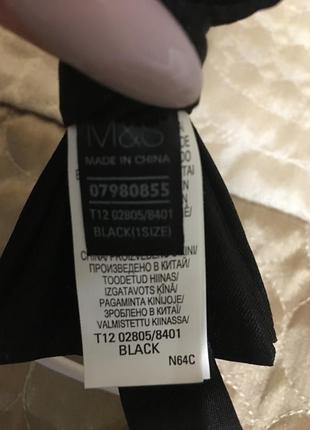 M&S
MADE IN CHINA
07980855
T12 02805/8401
BLACK(1SIZE)
ПРОИЗВЕДЕНО В КИТАЙ/
TOODETUD HIINAS/
IZGATAVOTS ĶĪNĀ/
PAGAMINTA KINIJOJE/
ЗРОБЛЕНО В КИТАЇ/
VALMISTETTU KIINASSA/
T12 02805/8401
BLACK
N64C